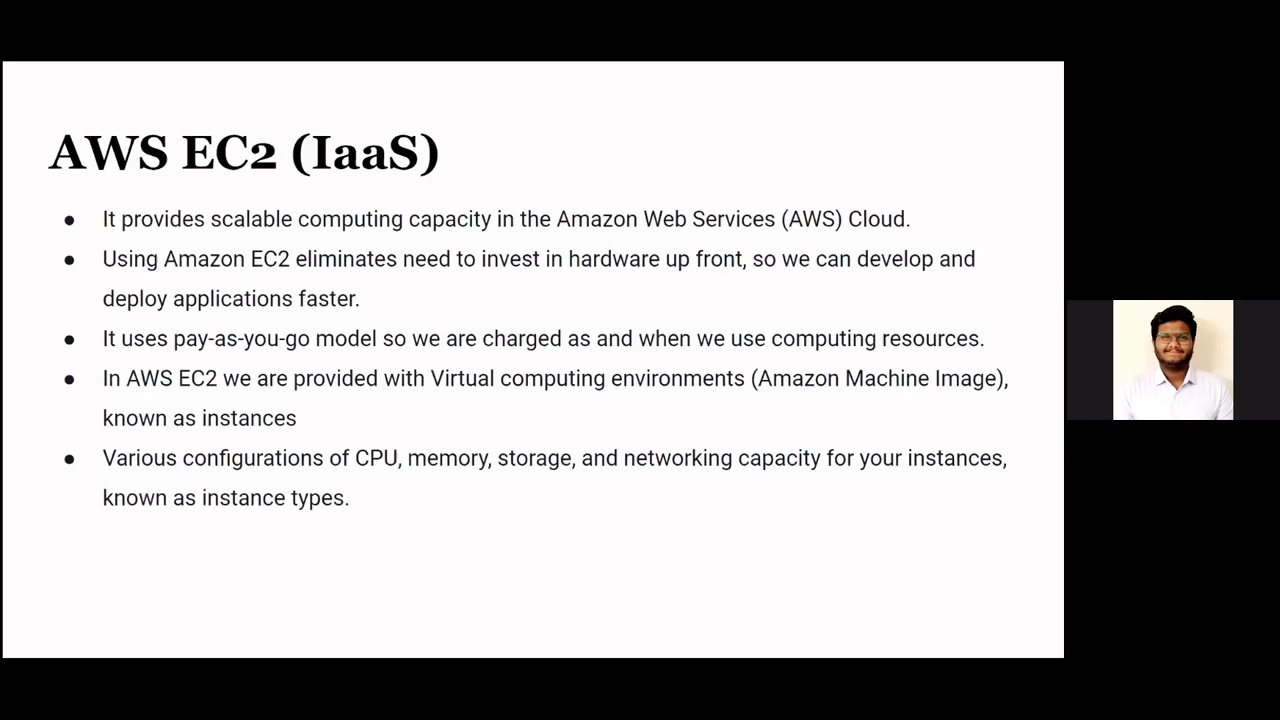 AWS EC2 (IaaS)
● It provides scalable computing capacity in the Amazon Web Services (AWS) Cloud.
● Using Amazon EC2 eliminates need to invest in hardware up front, so we can develop and
deploy applications faster.
● It uses pay-as-you-go model so we are charged as and when we use computing resources.
● In AWS EC2 we are provided with Virtual computing environments (Amazon Machine Image),
known as instances
● Various configurations of CPU, memory, storage, and networking capacity for your instances,
known as instance types.